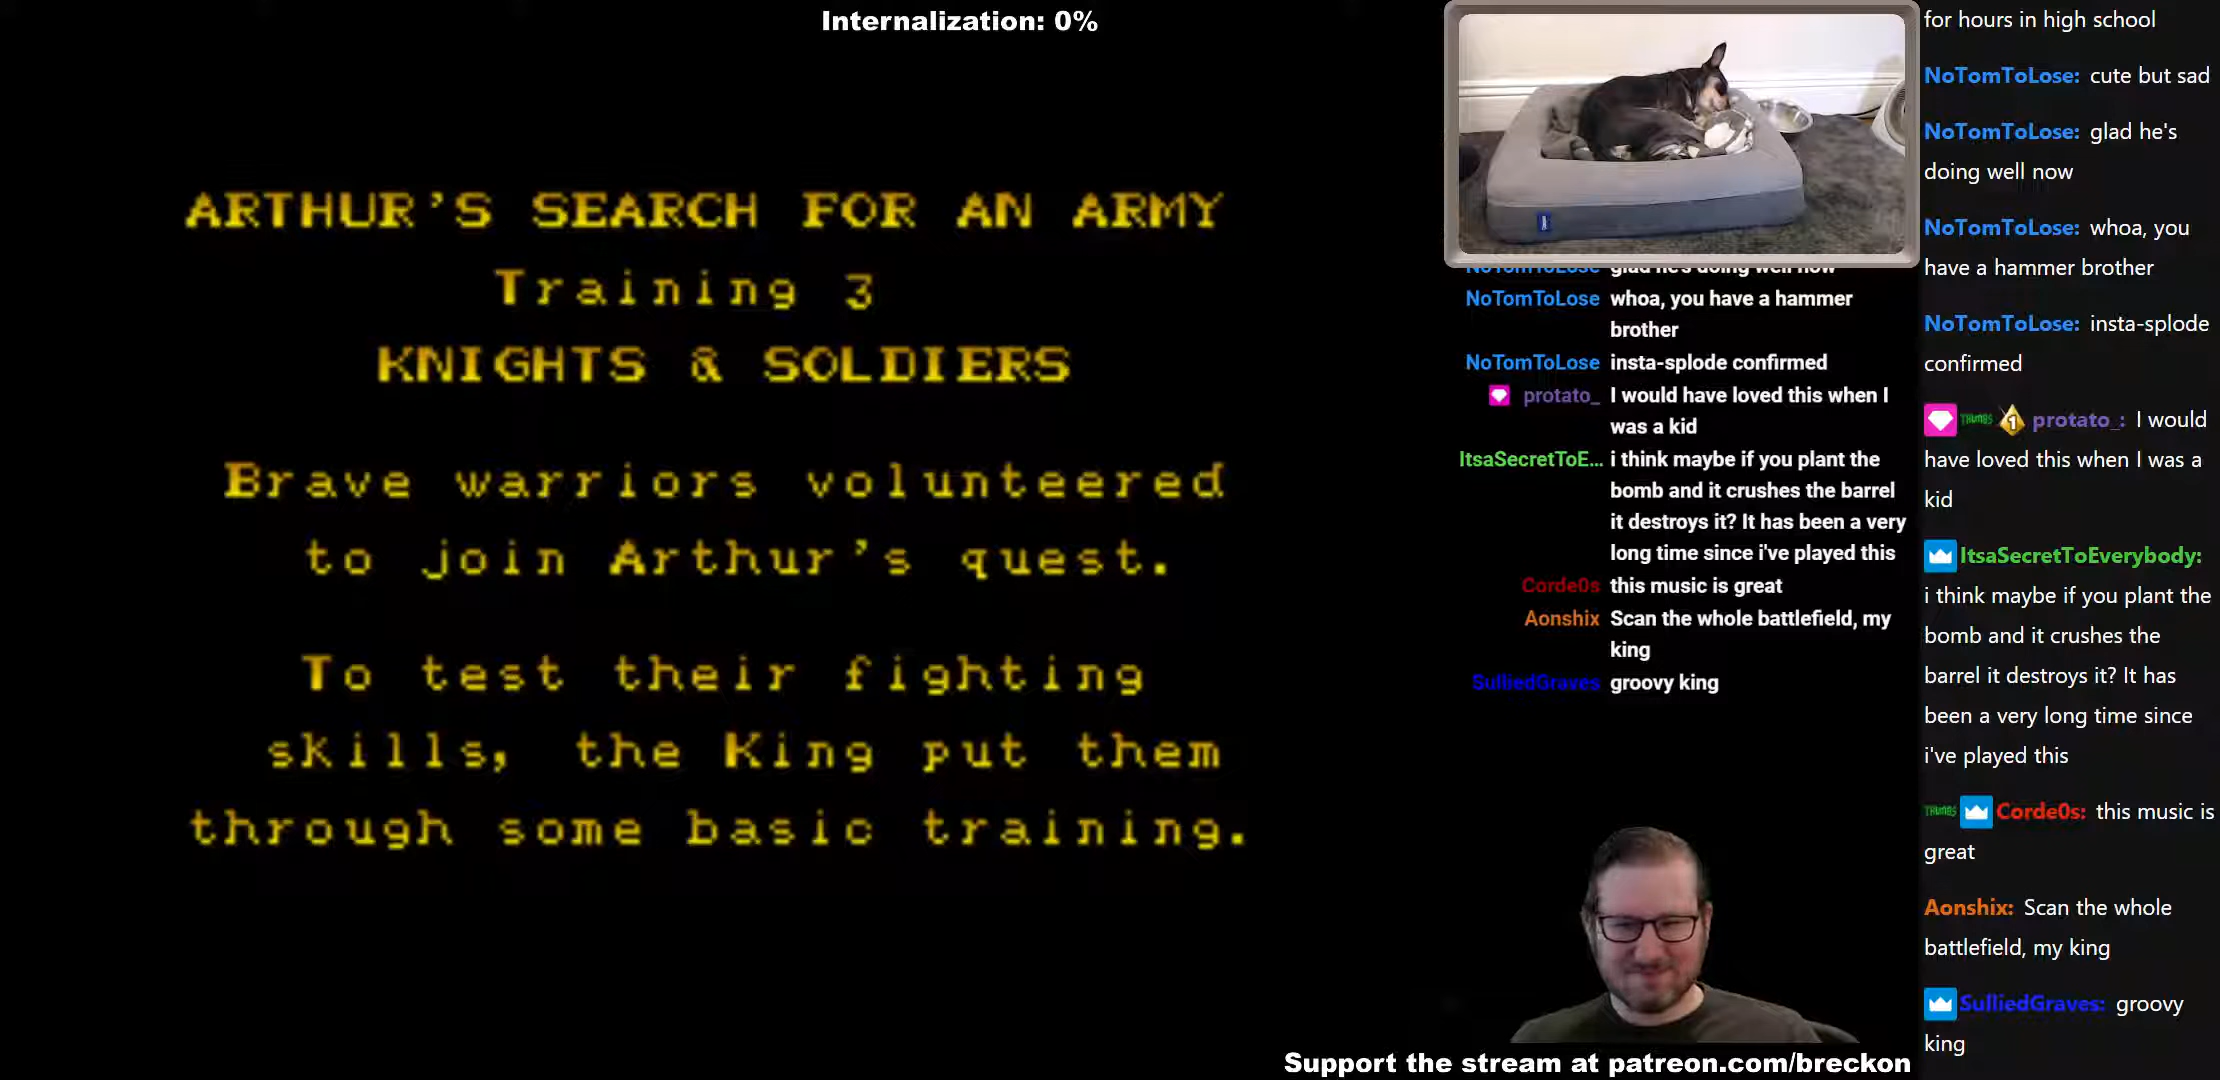 Internalization: 0%
ARTHUR'S SEARCH FOR AN ARMY
Training 3
KNIGHTS & SOLDIERS
Brave warriors volunteered
to join Arthur's quest.
To test their fighting
skills, the King put them
through some basic training.
NoTomToLose glad he's doing well now
NoTomToLose whoa, you have a hammer
brother
NoTomToLose insta-splode confirmed
protato_ I would have loved this when I
was a kid
ItsaSecretToE... i think maybe if you plant the
bomb and it crushes the barrel
it destroys it? It has been a very
long time since i've played this
Corde0s this music is great
Aonshix Scan the whole battlefield, my
king
SulliedGraves groovy king
Support the stream at patreon.com/breckon
for hours in high school
NoTomToLose: cute but sad
NoTomToLose: glad he's
doing well now
NoTomToLose: whoa, you
have a hammer brother
NoTomToLose: insta-splode
confirmed
THUMBS 1 protato_: I would
have loved this when I was a
kid
ItsaSecretToEverybody:
i think maybe if you plant the
bomb and it crushes the
barrel it destroys it? It has
been a very long time since
i've played this
THUMBS Corde0s: this music is
great
Aonshix: Scan the whole
battlefield, my king
SulliedGraves: groovy
king